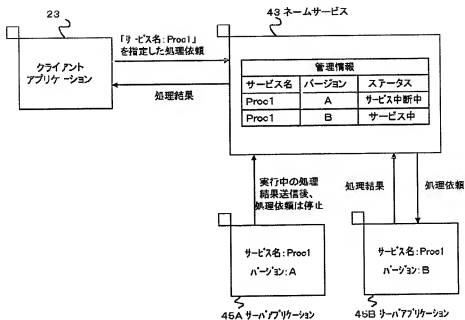 23
クライアント
アプリケーション
「サービス名:Proc1」
を指定した処理依頼
処理結果
43 ネームサービス
管理情報
サービス名 バージョン ステータス
Proc1 A サービス中断中
Proc1 B サービス中
実行中の処理
結果送信後、
処理依頼は停止
処理結果
処理依頼
サービス名:Proc1
バージョン:A
サービス名:Proc1
バージョン:B
45A サーバアプリケーション
45B サーバアプリケーション